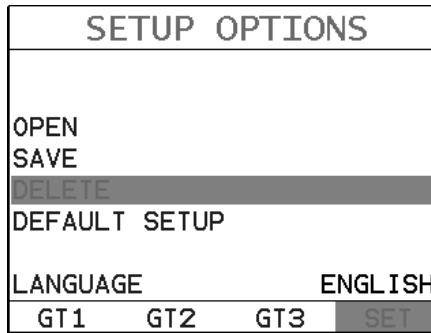 SETUP OPTIONS
OPEN
SAVE
DELETE
DEFAULT SETUP
LANGUAGE ENGLISH
GT1 GT2 GT3 SET